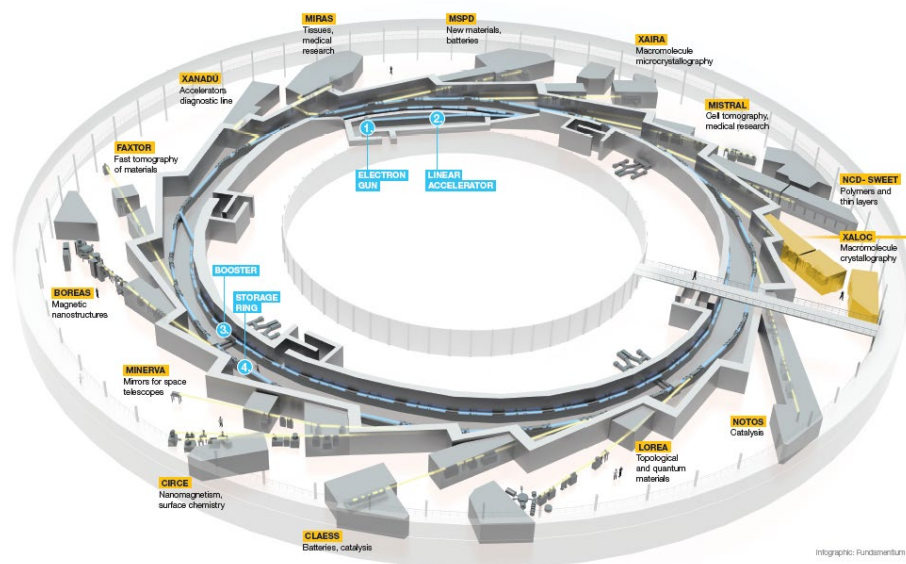 MIRAS
Tissues,
medical
research
MSPD
New materials,
batteries
XAIRA
Macromolecule
microcrystallography
XANADÚ
Accelerators
diagnostic line
MISTRAL
Cell tomography,
medical research
1.
2.
ELECTRON
GUN
LINEAR
ACCELERATOR
FAXTOR
Fast tomography
of materials
NCD- SWEET
Polymers and
thin layers
XALOC
Macromolecule
crystallography
BOOSTER
STORAGE
RING
BOREAS
Magnetic
nanostructures
3.
4.
MINERVA
Mirrors for space
telescopes
NOTOS
Catalysis
LOREA
Topological
and quantum
materials
CIRCE
Nanomagnetism,
surface chemistry
CLAESS
Batteries, catalysis
Infographic: Fundamentium